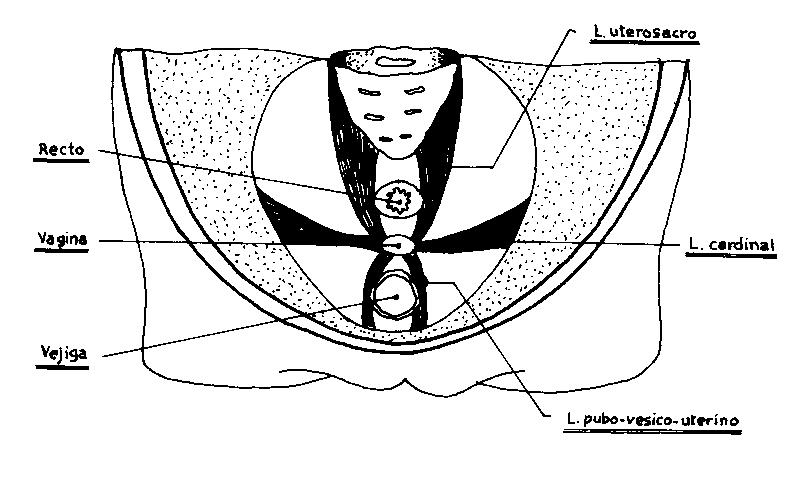 L. uterosacro
Recto
Vagina
L. cardinal
Vejiga
L. pubo-vesico-uterino